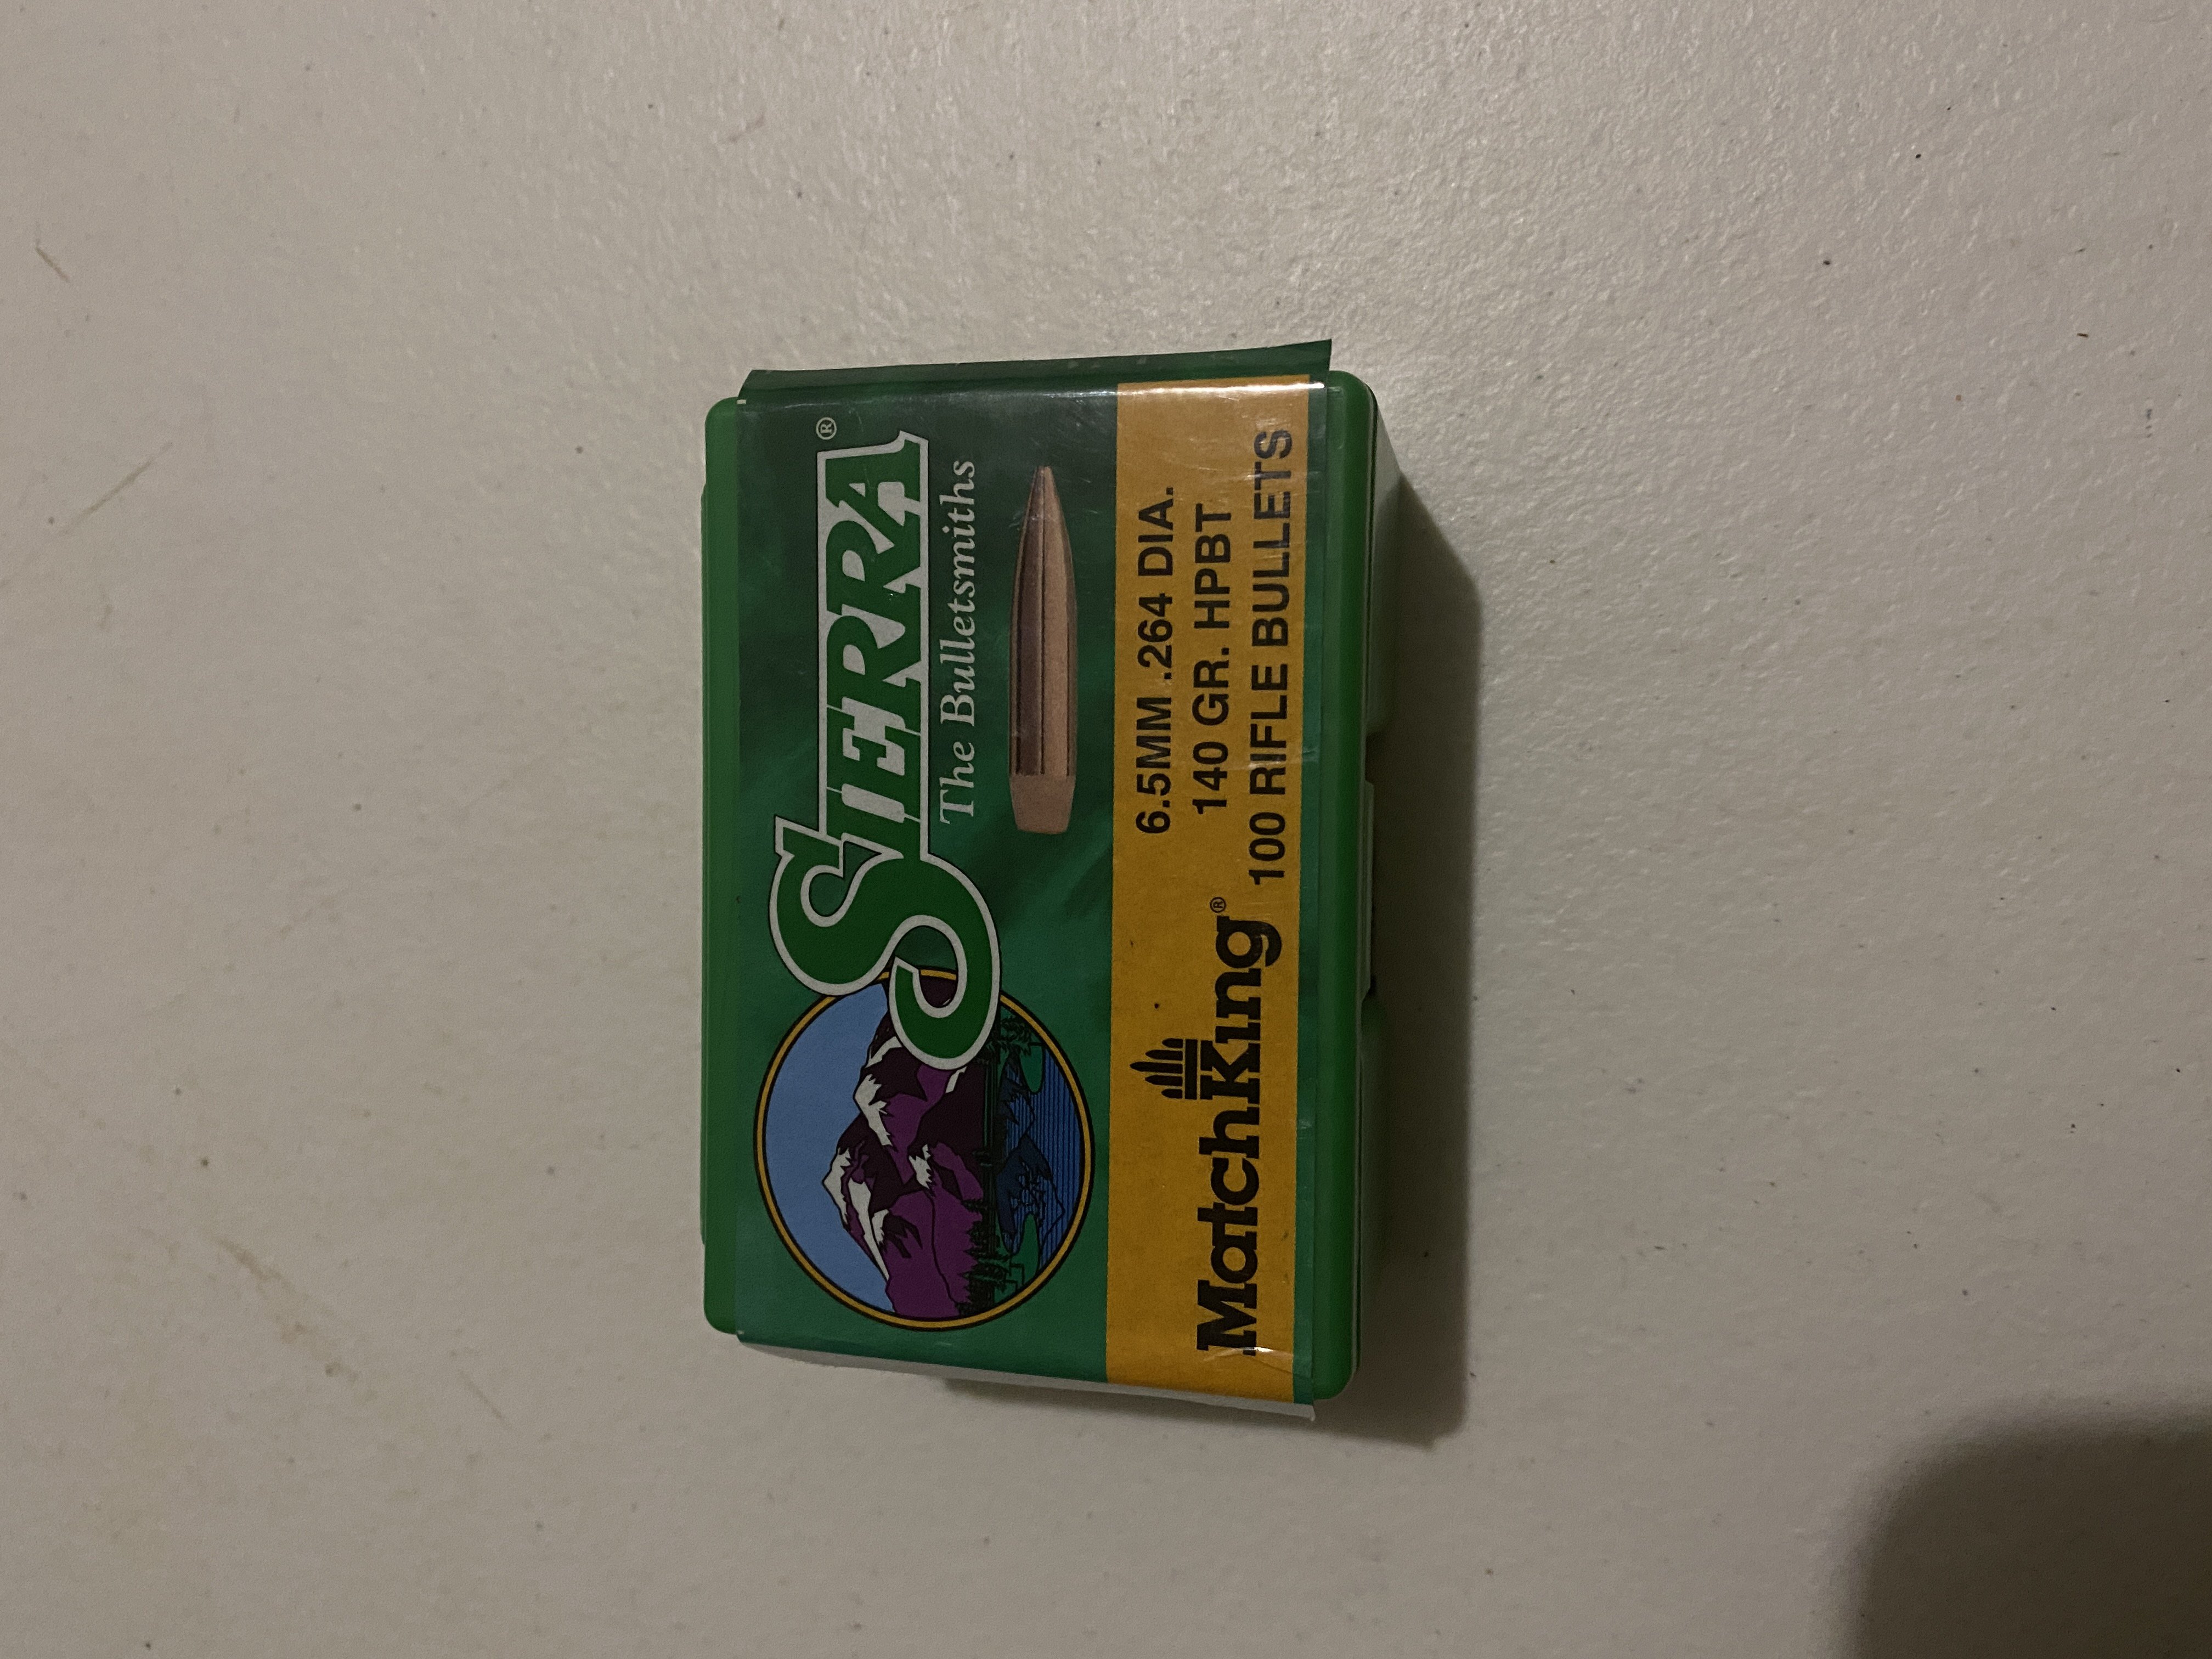 SIERRA®
The Bulletsmiths
MatchKing®
6.5MM .264 DIA.
140 GR. HPBT
100 RIFLE BULLETS